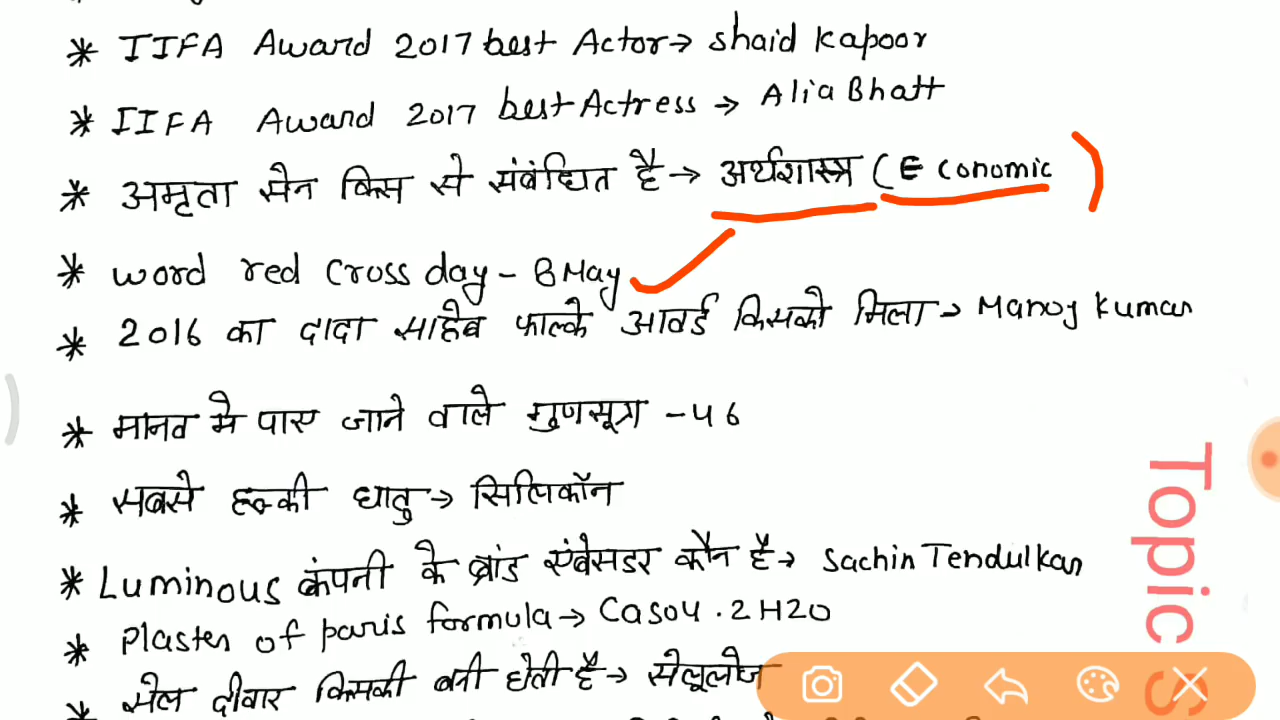 * IIFA Award 2017 best Actor→ Shaid Kapoor
* IIFA Award 2017 best Actress → Alia Bhatt
* अमृता सेन किस से संबंधित है → अर्थशास्त्र (Economic)
* word red cross day - 8 May
* 2016 का दादा साहेब फाल्के आवर्ड किसको मिला → Manoj Kumar
* मानव मे पाए जाने वाले गुणसूत्र - 46
* सबसे हल्की धातु → सिलिकॉन
* Luminous कंपनी के ब्रांड एंबेसडर कौन है → Sachin Tendulkar
* Plaster of paris formula → CaSO4 . 2H2O
* सेल दीवार किसकी बनी होती है → सेलूलोज
Topic S